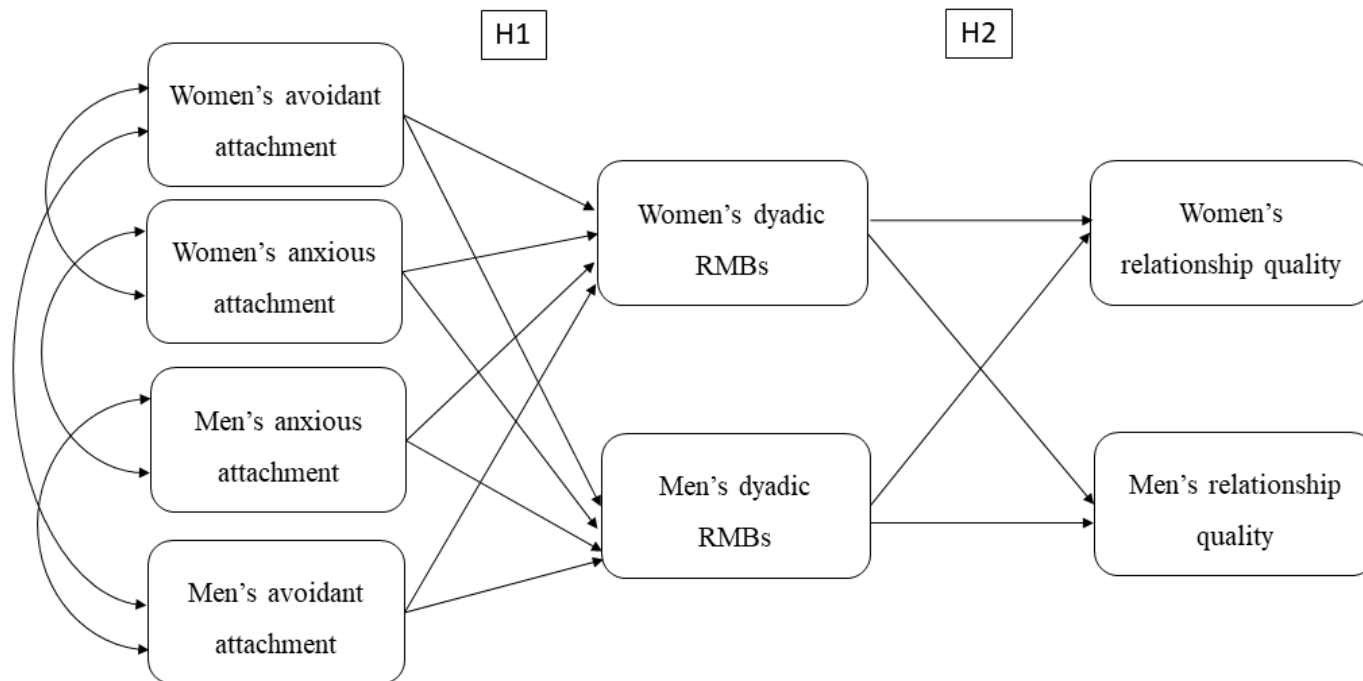 H1
H2
Women’s avoidant
attachment
Women’s anxious
attachment
Men’s anxious
attachment
Men’s avoidant
attachment
Women’s dyadic
RMBs
Men’s dyadic
RMBs
Women’s
relationship quality
Men’s relationship
quality